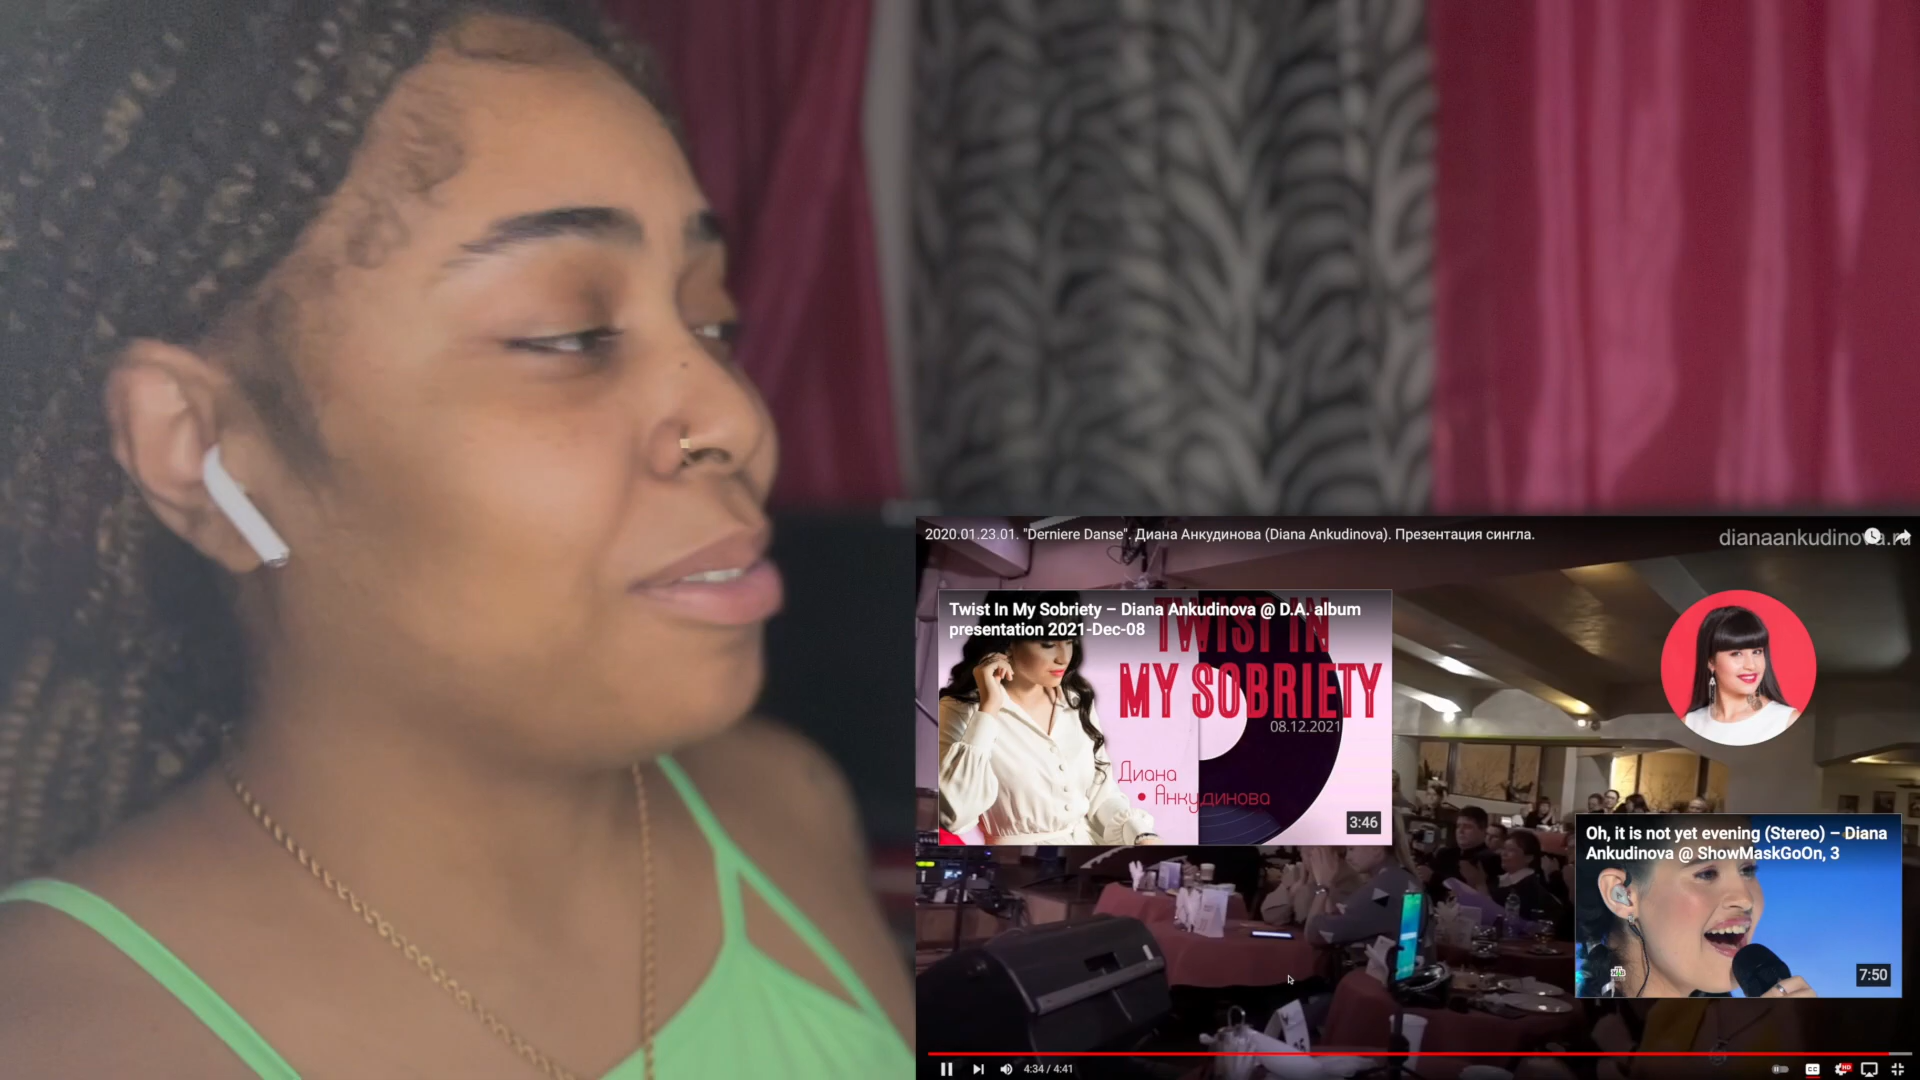 2020.01.23.01. "Derniere Danse". Диана Анкудинова (Diana Ankudinova). Презентация сингла.
Twist In My Sobriety – Diana Ankudinova @ D.A. album
presentation 2021-Dec-08
TWIST IN
MY SOBRIETY
08.12.2021
Диана
• Анкудинова
3:46
Oh, it is not yet evening (Stereo) – Diana
Ankudinova @ ShowMaskGoOn, 3
7:50
4:34 / 4:41
CC
HD